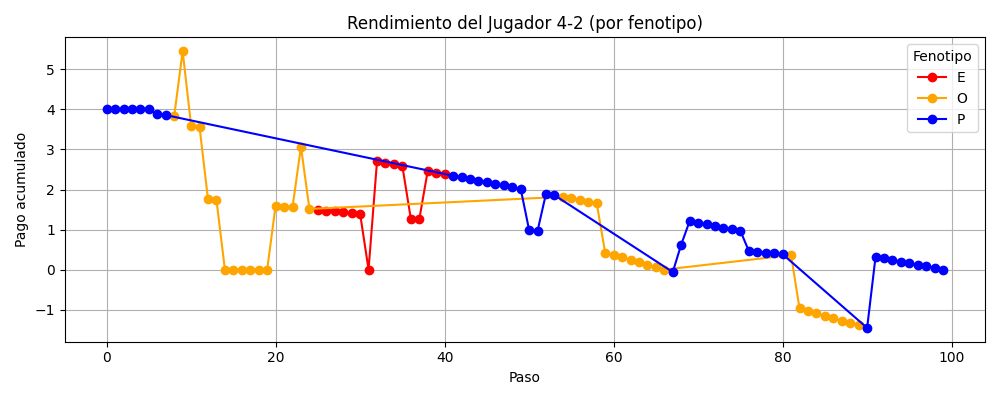 Rendimiento del Jugador 4-2 (por fenotipo)
Pago acumulado
5
4
3
2
1
0
−1
Fenotipo
E
O
P
0 20 40 60 80 100
Paso